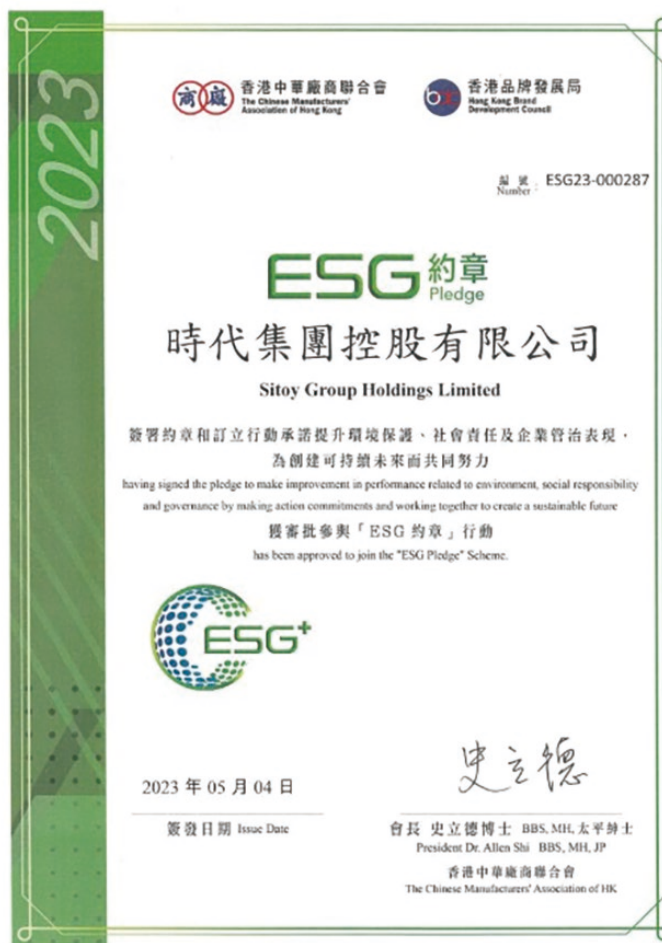 2023
商 廠
香港中華廠商聯合會
The Chinese Manufacturers'
Association of Hong Kong
香港品牌發展局
Hong Kong Brand
Development Council
編號 : ESG23-000287
Number
ESG 約章
Pledge
時代集團控股有限公司
Sitoy Group Holdings Limited
簽署約章和訂立行動承諾提升環境保護、社會責任及企業管治表現，
為創建可持續未來而共同努力
having signed the pledge to make improvement in performance related to environment, social responsibility
and governance by making action commitments and working together to create a sustainable future
獲審批參與「ESG 約章」行動
has been approved to join the "ESG Pledge" Scheme.
ESG+
史立德
2023 年 05 月 04 日
簽發日期 Issue Date
會長 史立德博士 BBS, MH, 太平紳士
President Dr. Allen Shi BBS, MH, JP
香港中華廠商聯合會
The Chinese Manufacturers' Association of HK